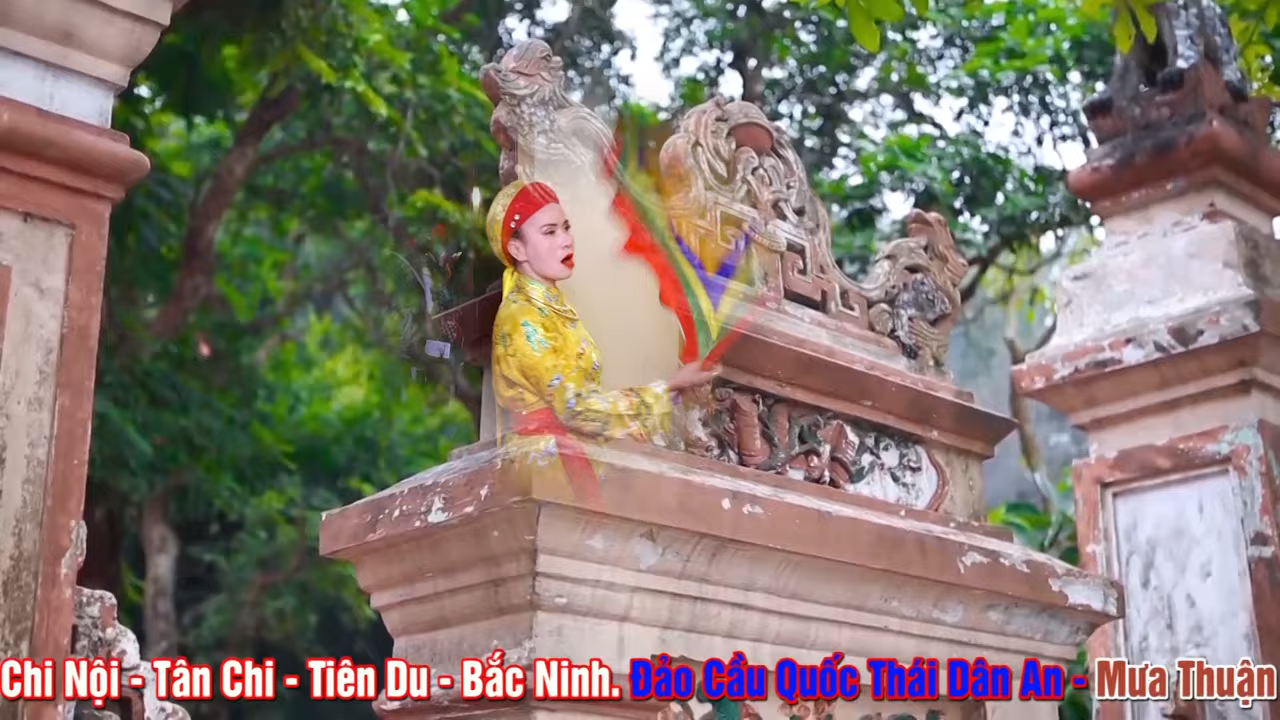 Chi Nội - Tân Chi - Tiên Du - Bắc Ninh. Đảo Cầu Quốc Thái Dân An - Mưa Thuận